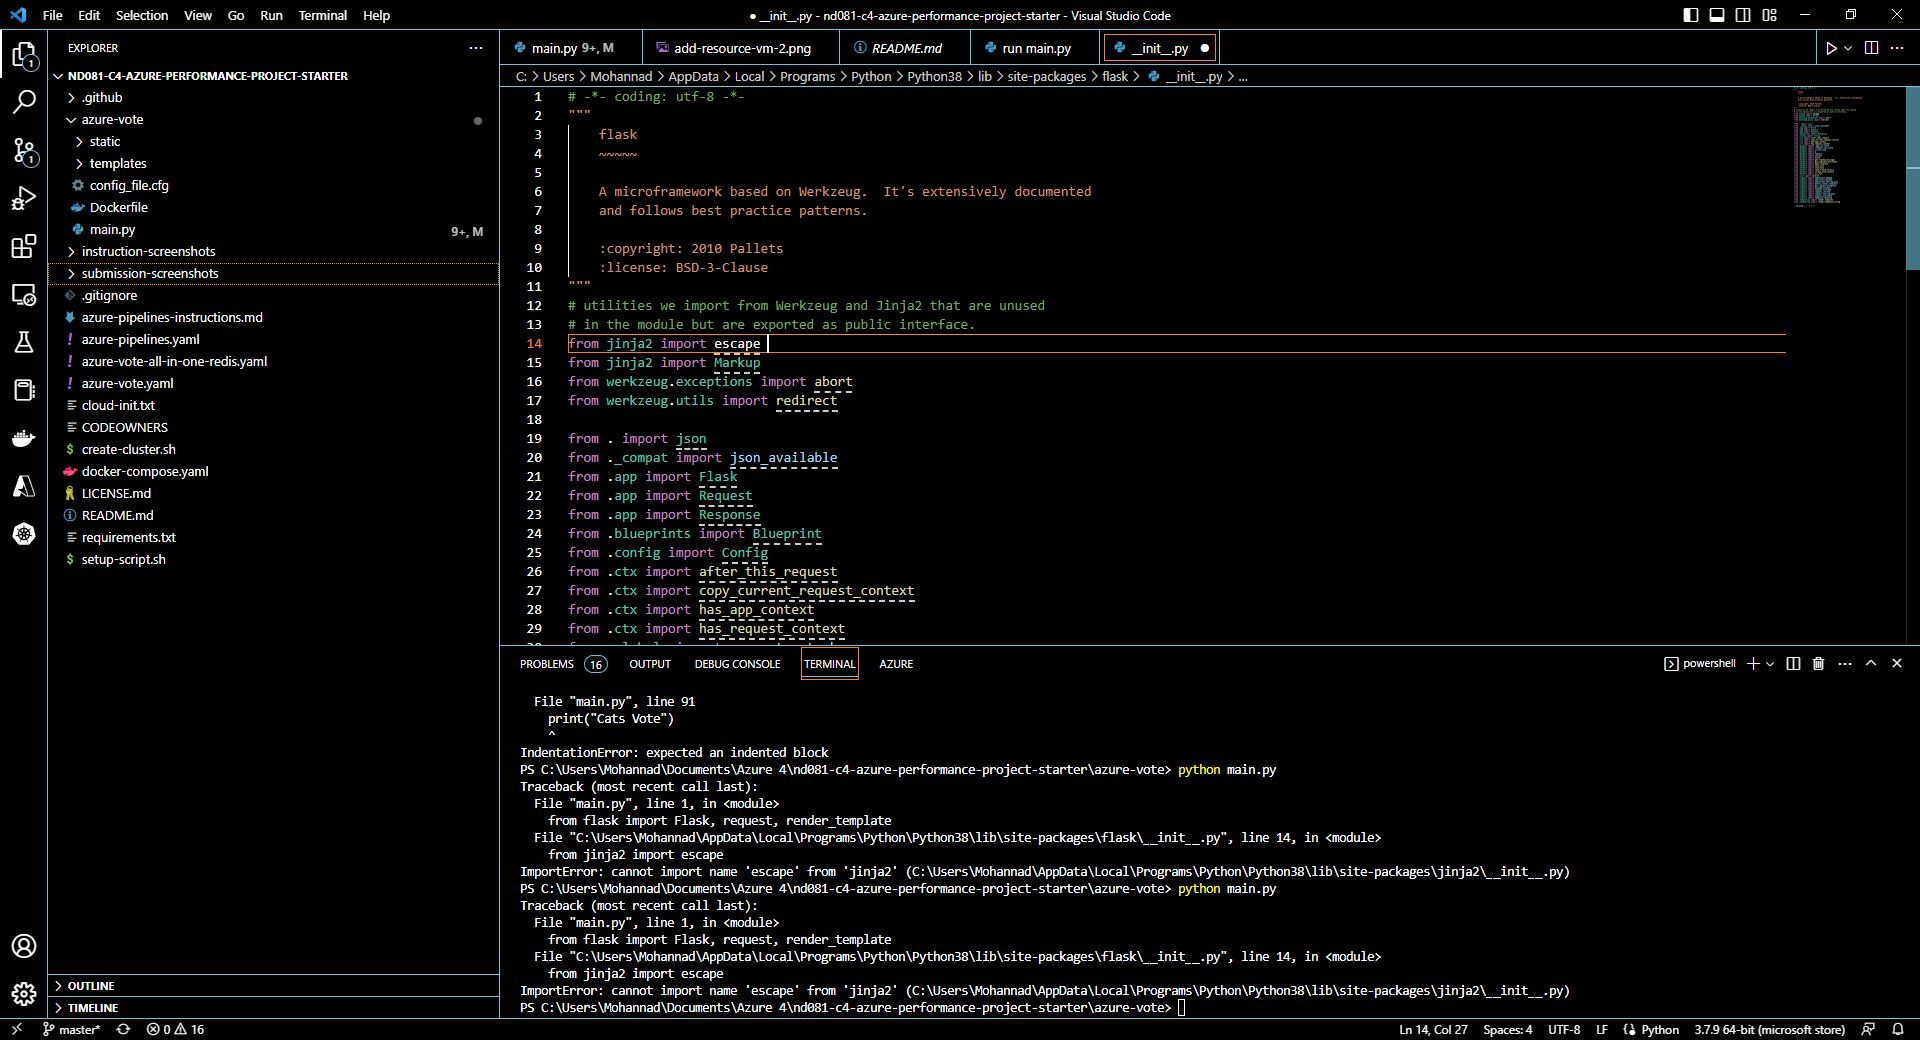 File Edit Selection View Go Run Terminal Help
● __init__.py - nd081-c4-azure-performance-project-starter - Visual Studio Code
EXPLORER
ND081-C4-AZURE-PERFORMANCE-PROJECT-STARTER
.github
azure-vote
static
templates
config_file.cfg
Dockerfile
main.py 9+, M
instruction-screenshots
submission-screenshots
.gitignore
azure-pipelines-instructions.md
azure-pipelines.yaml
azure-vote-all-in-one-redis.yaml
azure-vote.yaml
cloud-init.txt
CODEOWNERS
create-cluster.sh
docker-compose.yaml
LICENSE.md
README.md
requirements.txt
setup-script.sh
OUTLINE
TIMELINE
main.py 9+, M add-resource-vm-2.png README.md run main.py __init__.py ●
C: > Users > Mohannad > AppData > Local > Programs > Python > Python38 > lib > site-packages > flask > __init__.py > ...
1 # -*- coding: utf-8 -*-
2 """
3 flask
4 ~~~~~
5
6 A microframework based on Werkzeug.  It's extensively documented
7 and follows best practice patterns.
8
9 :copyright: 2010 Pallets
10 :license: BSD-3-Clause
11 """
12 # utilities we import from Werkzeug and Jinja2 that are unused
13 # in the module but are exported as public interface.
14 from jinja2 import escape
15 from jinja2 import Markup
16 from werkzeug.exceptions import abort
17 from werkzeug.utils import redirect
18
19 from . import json
20 from ._compat import json_available
21 from .app import Flask
22 from .app import Request
23 from .app import Response
24 from .blueprints import Blueprint
25 from .config import Config
26 from .ctx import after_this_request
27 from .ctx import copy_current_request_context
28 from .ctx import has_app_context
29 from .ctx import has_request_context
PROBLEMS 16 OUTPUT DEBUG CONSOLE TERMINAL AZURE
powershell
File "main.py", line 91
print("Cats Vote")
^
IndentationError: expected an indented block
PS C:\Users\Mohannad\Documents\Azure 4\nd081-c4-azure-performance-project-starter\azure-vote> python main.py
Traceback (most recent call last):
File "main.py", line 1, in <module>
from flask import Flask, request, render_template
File "C:\Users\Mohannad\AppData\Local\Programs\Python\Python38\lib\site-packages\flask\__init__.py", line 14, in <module>
from jinja2 import escape
ImportError: cannot import name 'escape' from 'jinja2' (C:\Users\Mohannad\AppData\Local\Programs\Python\Python38\lib\site-packages\jinja2\__init__.py)
PS C:\Users\Mohannad\Documents\Azure 4\nd081-c4-azure-performance-project-starter\azure-vote> python main.py
Traceback (most recent call last):
File "main.py", line 1, in <module>
from flask import Flask, request, render_template
File "C:\Users\Mohannad\AppData\Local\Programs\Python\Python38\lib\site-packages\flask\__init__.py", line 14, in <module>
from jinja2 import escape
ImportError: cannot import name 'escape' from 'jinja2' (C:\Users\Mohannad\AppData\Local\Programs\Python\Python38\lib\site-packages\jinja2\__init__.py)
PS C:\Users\Mohannad\Documents\Azure 4\nd081-c4-azure-performance-project-starter\azure-vote>
master* 0 16
Ln 14, Col 27 Spaces: 4 UTF-8 LF Python 3.7.9 64-bit (microsoft store)